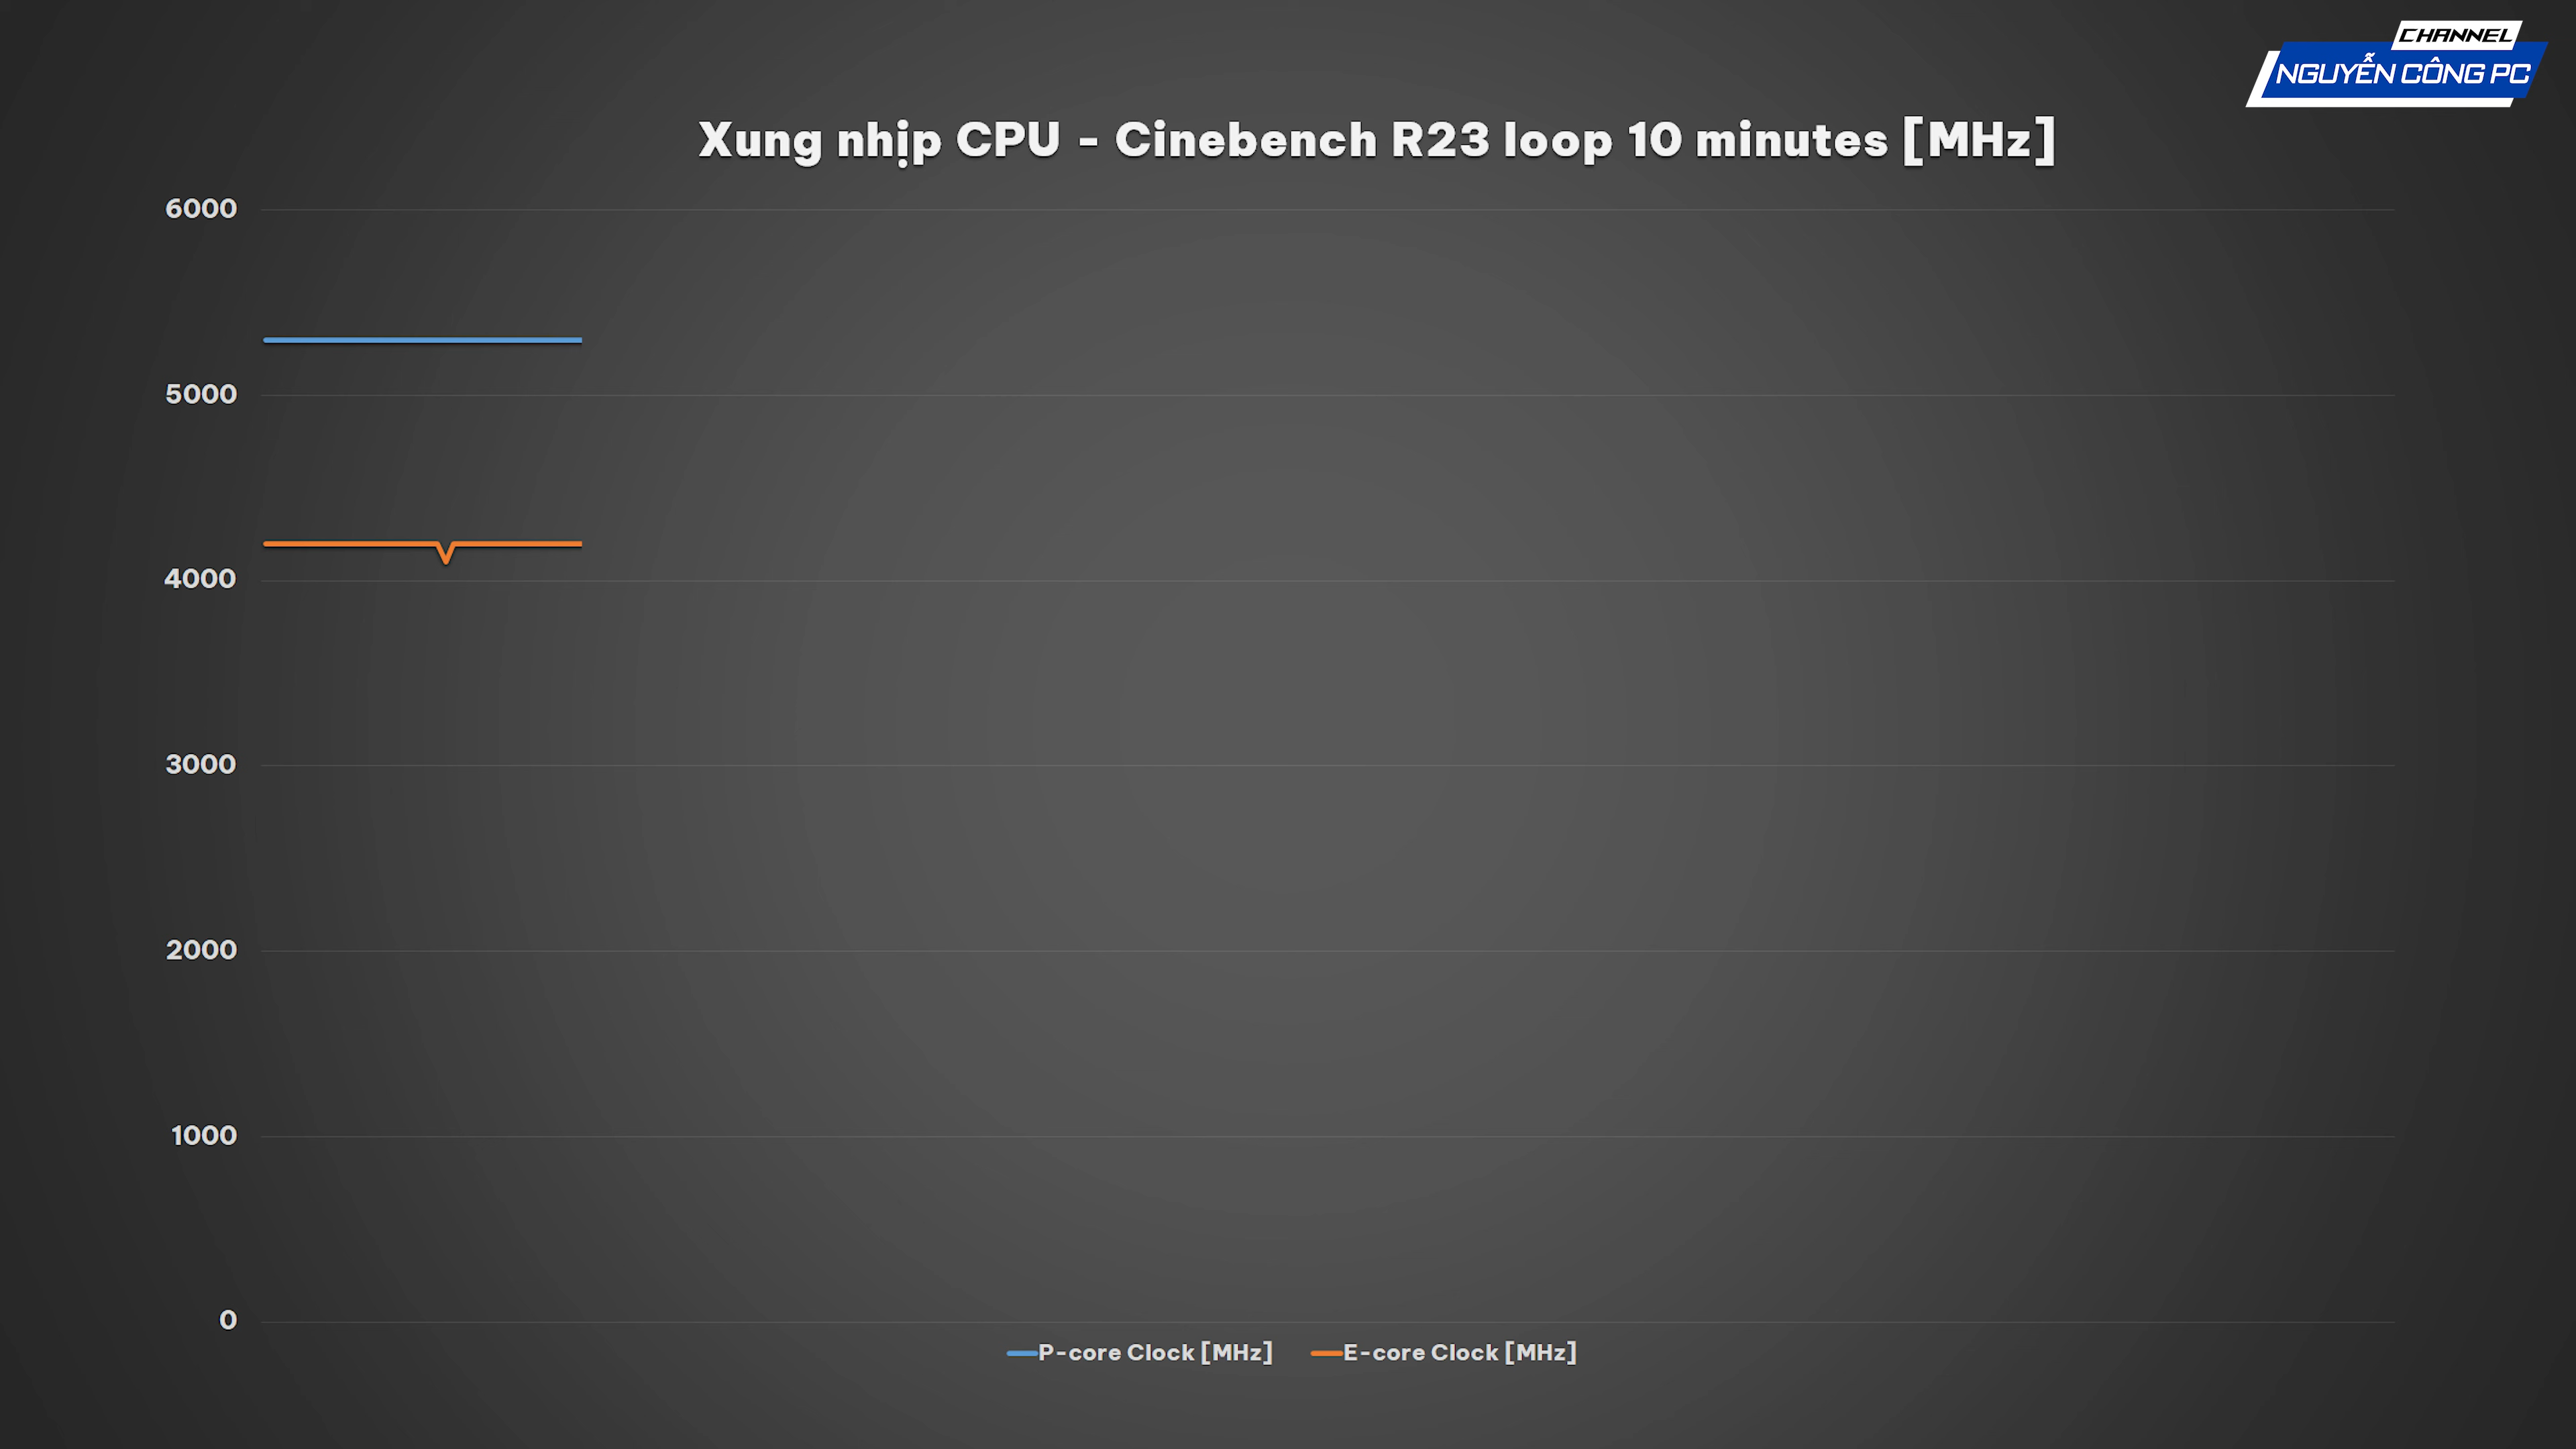 CHANNEL
NGUYỄN CÔNG PC
Xung nhịp CPU - Cinebench R23 loop 10 minutes [MHz]
6000
5000
4000
3000
2000
1000
0
P-core Clock [MHz] E-core Clock [MHz]